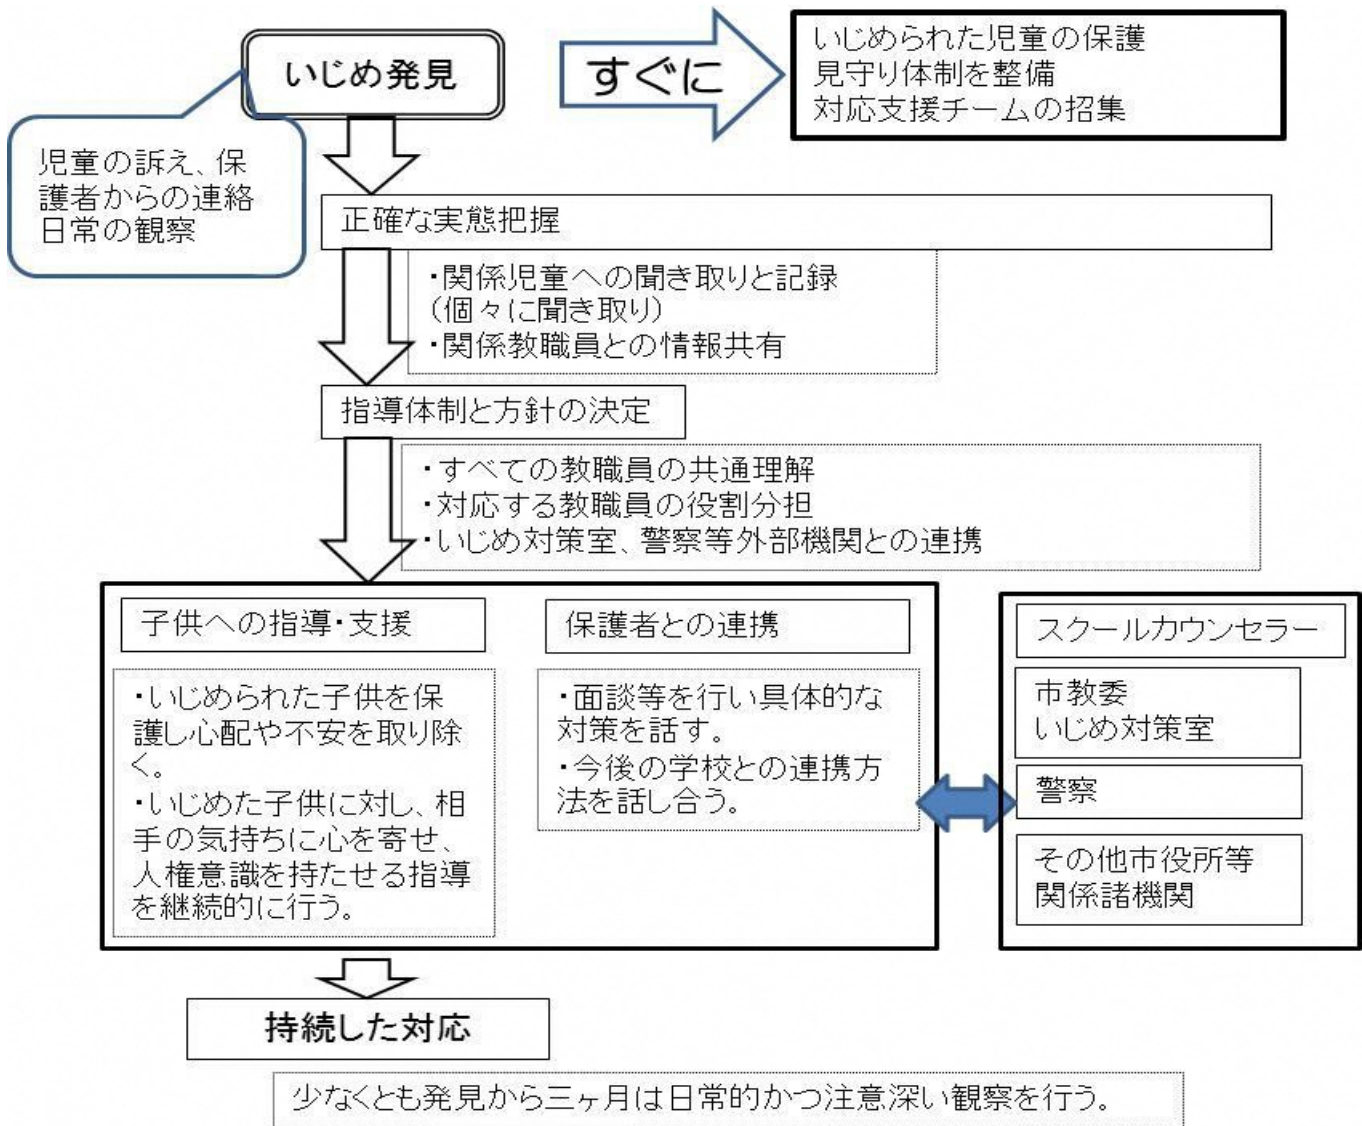 いじめ発見
すぐに
いじめられた児童の保護
見守り体制を整備
対応支援チームの招集
児童の訴え、保
護者からの連絡
日常の観察
正確な実態把握
・関係児童への聞き取りと記録
(個々に聞き取り)
・関係教職員との情報共有
指導体制と方針の決定
・すべての教職員の共通理解
・対応する教職員の役割分担
・いじめ対策室、警察等外部機関との連携
子供への指導・支援
・いじめられた子供を保
護し心配や不安を取り除
く。
・いじめた子供に対し、相
手の気持ちに心を寄せ、
人権意識を持たせる指導
を継続的に行う。
保護者との連携
・面談等を行い具体的な
対策を話す。
・今後の学校との連携方
法を話し合う。
スクールカウンセラー
市教委
いじめ対策室
警察
その他市役所等
関係諸機関
持続した対応
少なくとも発見から三ヶ月は日常的かつ注意深い観察を行う。